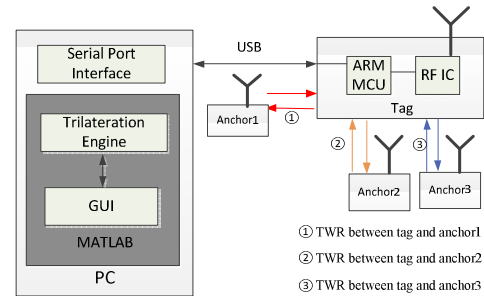 Serial Port
Interface
Trilateration
Engine
GUI
MATLAB
PC
USB
ARM
MCU
RF IC
Tag
Anchor1
①
②
③
Anchor2
Anchor3
① TWR between tag and anchor1
② TWR between tag and anchor2
③ TWR between tag and anchor3